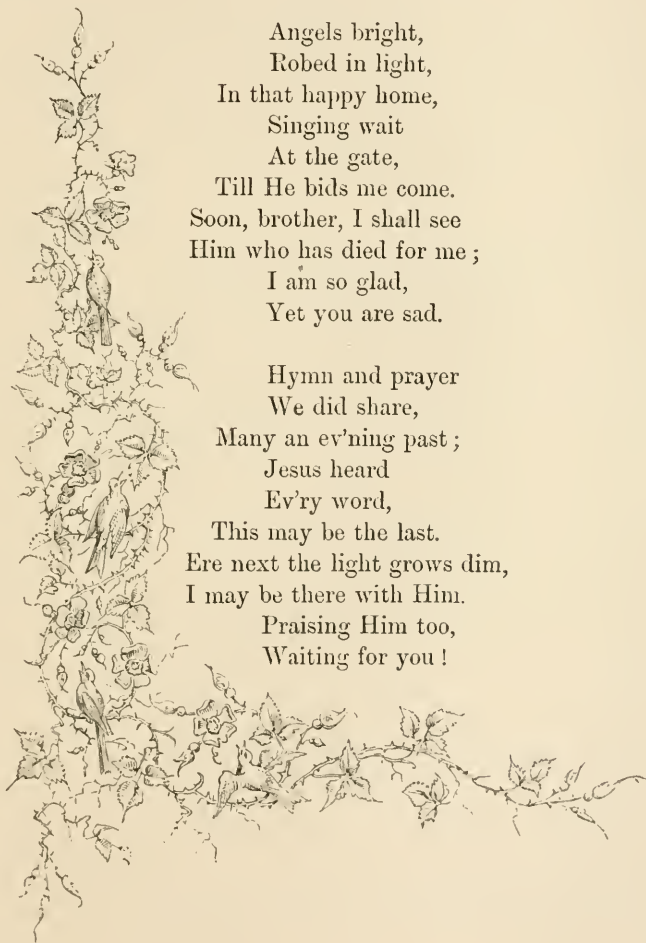 Angels bright,
Robed in light,
In that happy home,
Singing wait
At the gate,
Till He bids me come.
Soon, brother, I shall see
Him who has died for me ;
I am so glad,
Yet you are sad.

Hymn and prayer
We did share,
Many an ev'ning past ;
Jesus heard
Ev'ry word,
This may be the last.
Ere next the light grows dim,
I may be there with Him.
Praising Him too,
Waiting for you !